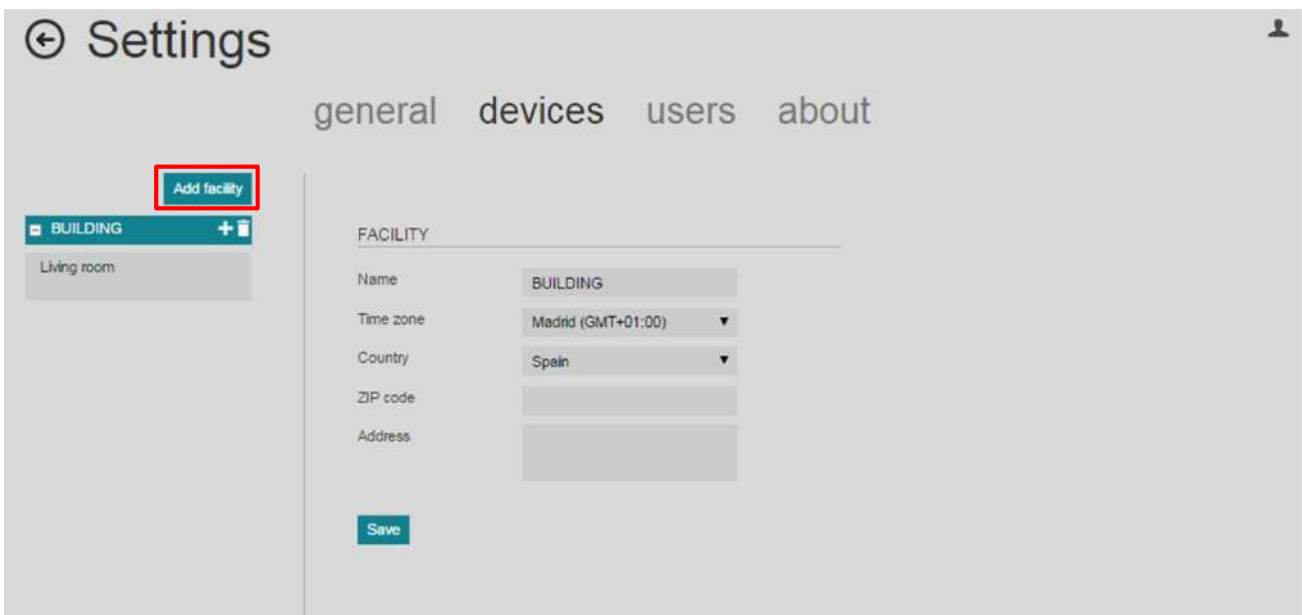 Settings
general devices users about
Add facility
BUILDING
Living room
FACILITY
Name BUILDING
Time zone Madrid (GMT+01:00)
Country Spain
ZIP code
Address
Save